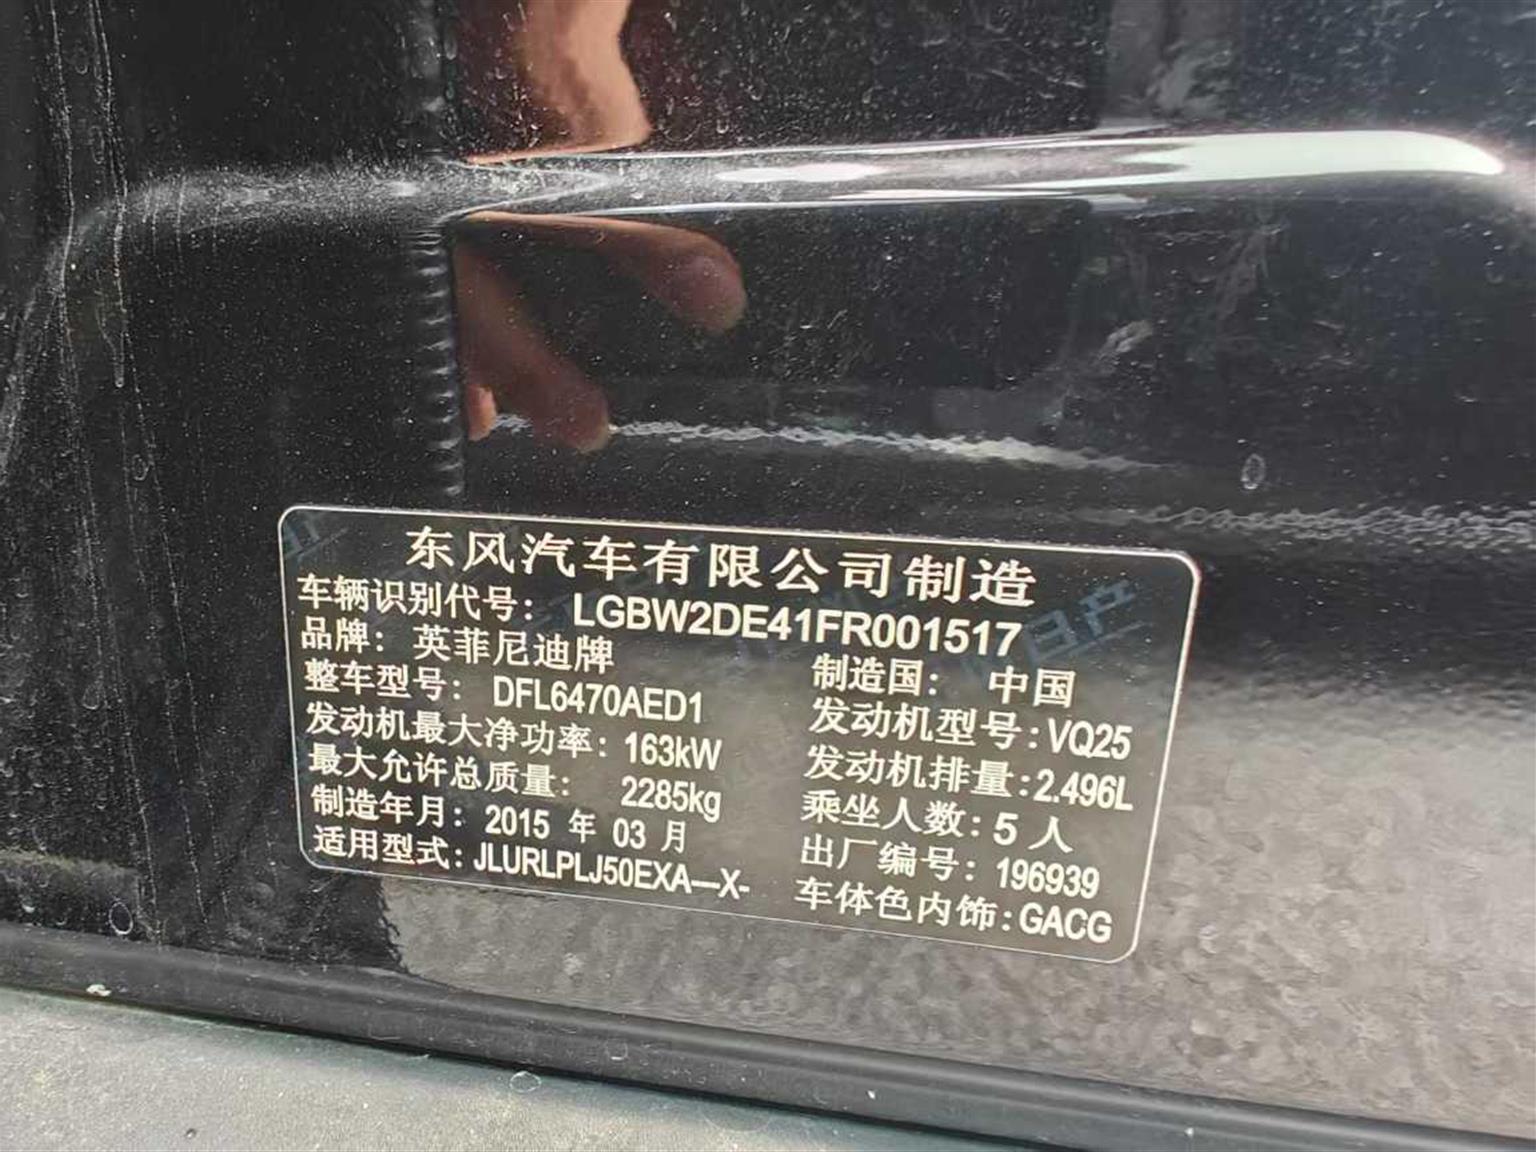 东风汽车有限公司制造
车辆识别代号： LGBW2DE41FR001517
品牌：英菲尼迪牌 制造国： 中国
整车型号： DFL6470AED1 发动机型号：VQ25
发动机最大净功率：163kW 发动机排量：2.496L
最大允许总质量： 2285kg 乘坐人数：5 人
制造年月：2015 年 03 月 出厂编号： 196939
适用型式：JLURLPLJ50EXA—X- 车体色内饰：GACG
日产